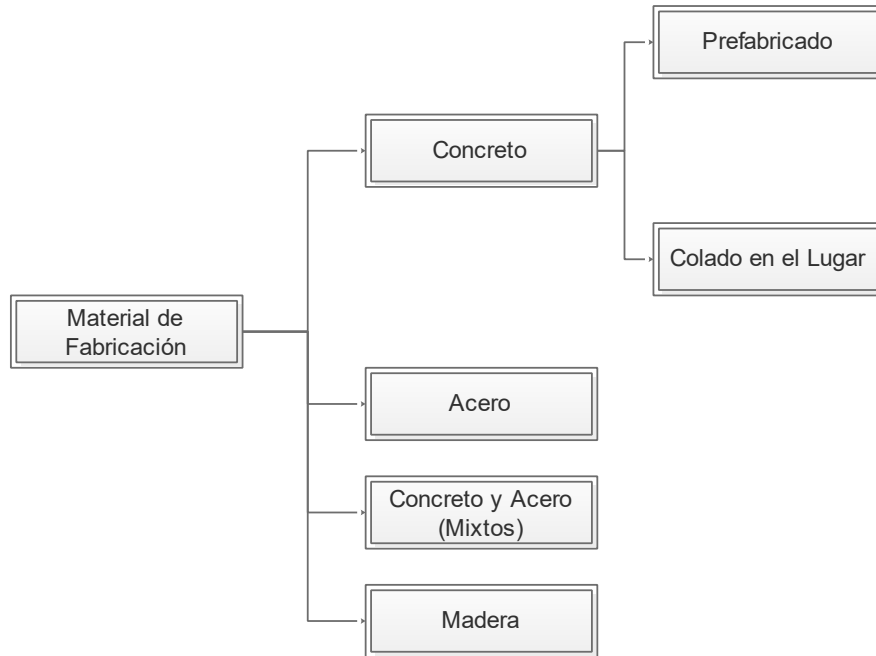 Prefabricado
Concreto
Colado en el Lugar
Material de
Fabricación
Acero
Concreto y Acero
(Mixtos)
Madera